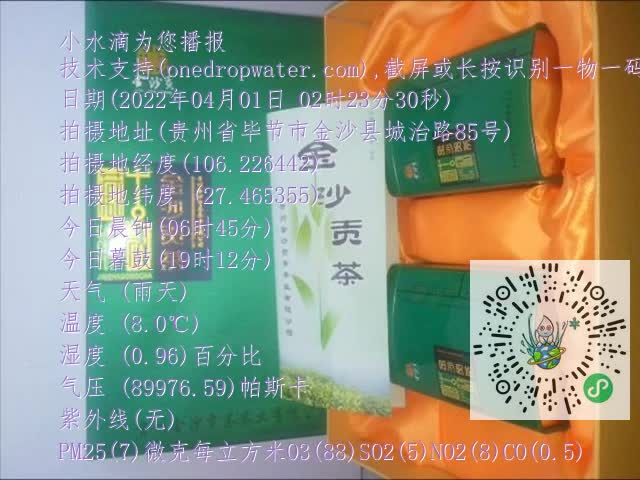 小水滴为您播报
技术支持(onedropwater.com),截屏或长按识别一物一码
日期(2022年04月01日 02时23分30秒)
拍摄地址(贵州省毕节市金沙县城治路85号)
拍摄地经度(106.226442)
拍摄地纬度 (27.465355)
今日晨钟(06时45分)
今日暮鼓(19时12分)
天气 (雨天)
温度 (8.0℃)
湿度 (0.96)百分比
气压 (89976.59)帕斯卡
紫外线(无)
PM25(7)微克每立方米O3(88)SO2(5)NO2(8)CO(0.5)
金沙贡茶